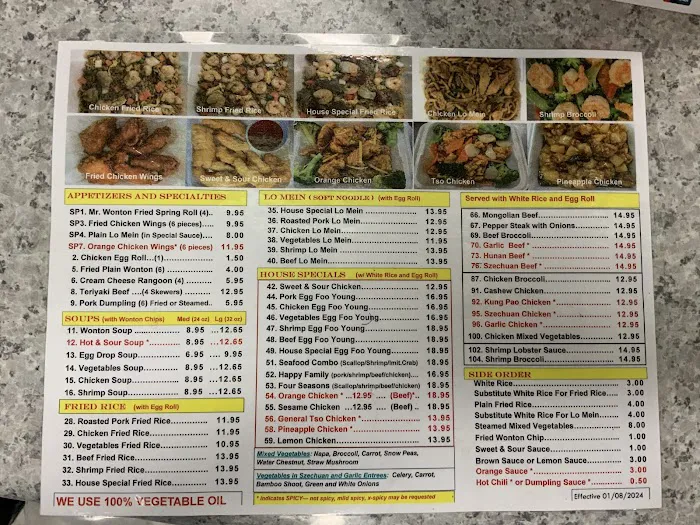 Chicken Fried Rice
Shrimp Fried Rice
House Special Fried Rice
Chicken Lo Mein
Shrimp Broccoli
Fried Chicken Wings
Sweet & Sour Chicken
Orange Chicken
Tso Chicken
Pineapple Chicken
APPETIZERS AND SPECIALTIES
SP1. Mr. Wonton Fried Spring Roll (4).. 9.95
SP3. Fried Chicken Wings (6 pieces)..... 9.95
SP4. Plain Lo Mein (in Special Sauce).... 8.00
SP7. Orange Chicken Wings* (6 pieces) 11.95
2. Chicken Egg Roll...(1)................... 1.50
5. Fried Plain Wonton (6) ................ 4.00
6. Cream Cheese Rangoon (4)......... 5.95
8. Teriyaki Beef ....(4 Skewers) 12.95
9. Pork Dumpling (6) Fried or Steamed.. 5.95
SOUPS (with Wonton Chips) Med (24 oz) Lg (32 oz)
11. Wonton Soup ............. 8.95 ...12.65
12. Hot & Sour Soup *....... 8.95 ...12.65
13. Egg Drop Soup............ 6.95 .... 9.95
14. Vegetables Soup ......... 8.95 ...12.65
15. Chicken Soup .............. 8.95 ...12.65
16. Shrimp Soup ............... 8.95 ...12.65
FRIED RICE (with Egg Roll)
28. Roasted Pork Fried Rice............ 11.95
29. Chicken Fried Rice.................... 11.95
30. Vegetables Fried Rice............... 10.95
31. Beef Fried Rice......................... 13.95
32. Shrimp Fried Rice..................... 13.95
33. House Special Fried Rice.......... 13.95
WE USE 100% VEGETABLE OIL
LO MEIN (SOFT NOODLE) (with Egg Roll)
35. House Special Lo Mein .................... 13.95
36. Roasted Pork Lo Mein..................... 12.95
37. Chicken Lo Mein............................. 12.95
38. Vegetables Lo Mein........................ 11.95
39. Shrimp Lo Mein .............................. 13.95
40. Beef Lo Mein................................... 13.95
HOUSE SPECIALS (w/ White Rice and Egg Roll)
42. Sweet & Sour Chicken...................... 12.95
44. Pork Egg Foo Young......................... 16.95
45. Chicken Egg Foo Young.................... 16.95
46. Vegetables Egg Foo Young............... 16.95
47. Shrimp Egg Foo Young..................... 18.95
48. Beef Egg Foo Young......................... 18.95
49. House Special Egg Foo Young.......... 18.95
51. Seafood Combo (Scallop/Shrimp/Imit.Crab) 18.95
52. Happy Family (pork/shrimp/beef/chicken).... 18.95
53. Four Seasons (Scallop/shrimp/beef/chicken) 18.95
54. Orange Chicken * ...12.95 .... (Beef)*.. 18.95
55. Sesame Chicken ...12.95 .... (Beef) .. 18.95
56. General Tso Chicken *..................... 13.95
58. Pineapple Chicken *........................ 13.95
59. Lemon Chicken................................ 13.95
Mixed Vegetables: Napa, Broccoli, Carrot, Snow Peas,
Water Chestnut, Straw Mushroom
Vegetables in Szechuan and Garlic Entrees: Celery, Carrot,
Bamboo Shoot, Green and White Onions
* indicates SPICY--- not spicy, mild spicy, x-spicy may be requested
Served with White Rice and Egg Roll
66. Mongolian Beef.......................... 14.95
67. Pepper Steak with Onions.......... 14.95
69. Beef Broccoli.............................. 14.95
70. Garlic Beef *.............................. 14.95
73. Hunan Beef *............................. 14.95
76. Szechuan Beef *........................ 14.95
87. Chicken Broccoli......................... 12.95
91. Cashew Chicken......................... 12.95
92. Kung Pao Chicken *................... 12.95
95. Szechuan Chicken *................... 12.95
96. Garlic Chicken *......................... 12.95
100. Chicken Mixed Vegetables......... 12.95
102. Shrimp Lobster Sauce................ 14.95
104. Shrimp Broccoli......................... 14.95
SIDE ORDER
White Rice....................................... 3.00
Substitute White Rice For Fried Rice..... 3.00
Plain Fried Rice................................ 4.00
Substitute White Rice For Lo Mein........ 4.00
Steamed Mixed Vegetables................ 8.00
Fried Wonton Chip............................ 1.00
Sweet & Sour Sauce.......................... 1.00
Brown Sauce or Lemon Sauce............ 3.00
Orange Sauce *................................ 3.00
Hot Chili * or Dumpling Sauce *......... 0.50
Effective 01/08/2024